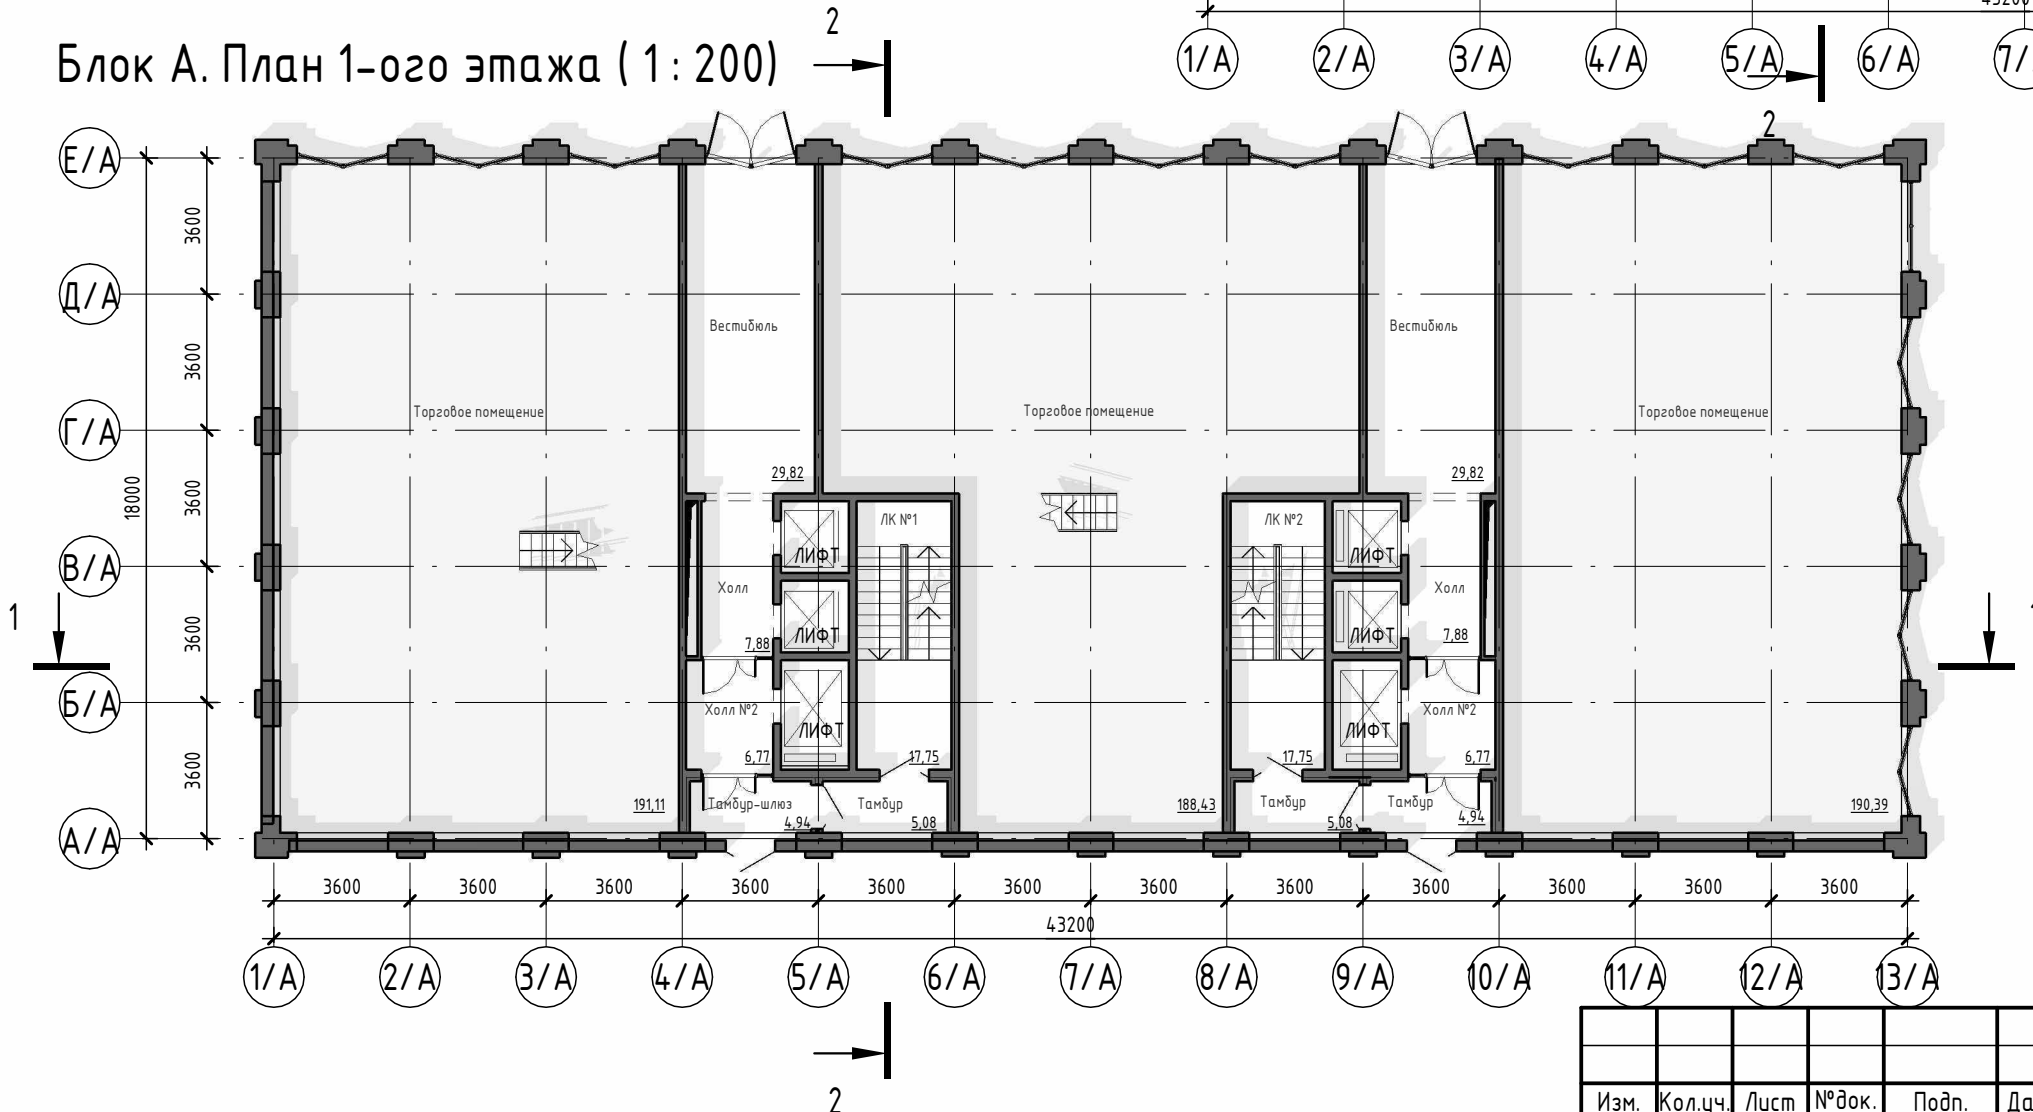 43200
1/А 2/А 3/А 4/А 5/А 6/А
2
Блок А. План 1-ого этажа ( 1 : 200)
2
Е/А
Д/А
Г/А
В/А
Б/А
А/А
3600
3600
3600
3600
3600
18000
1
Вестибюль
Вестибюль
Торговое помещение
Торговое помещение
Торговое помещение
29,82
29,82
ЛК №1
ЛК №2
ЛИФТ
ЛИФТ
Холл
Холл
ЛИФТ
ЛИФТ
7,88
7,88
Холл №2
Холл №2
ЛИФТ
ЛИФТ
6,77
17,75
17,75
6,77
191,11
Тамбур-шлюз
Тамбур
188,43
Тамбур
Тамбур
190,39
4,94
5,08
5,08
4,94
3600 3600 3600 3600 3600 3600 3600 3600 3600 3600 3600 3600
43200
1/А 2/А 3/А 4/А 5/А 6/А 7/А 8/А 9/А 10/А 11/А 12/А 13/А
2
Изм. Кол.уч. Лист №док. Подп.